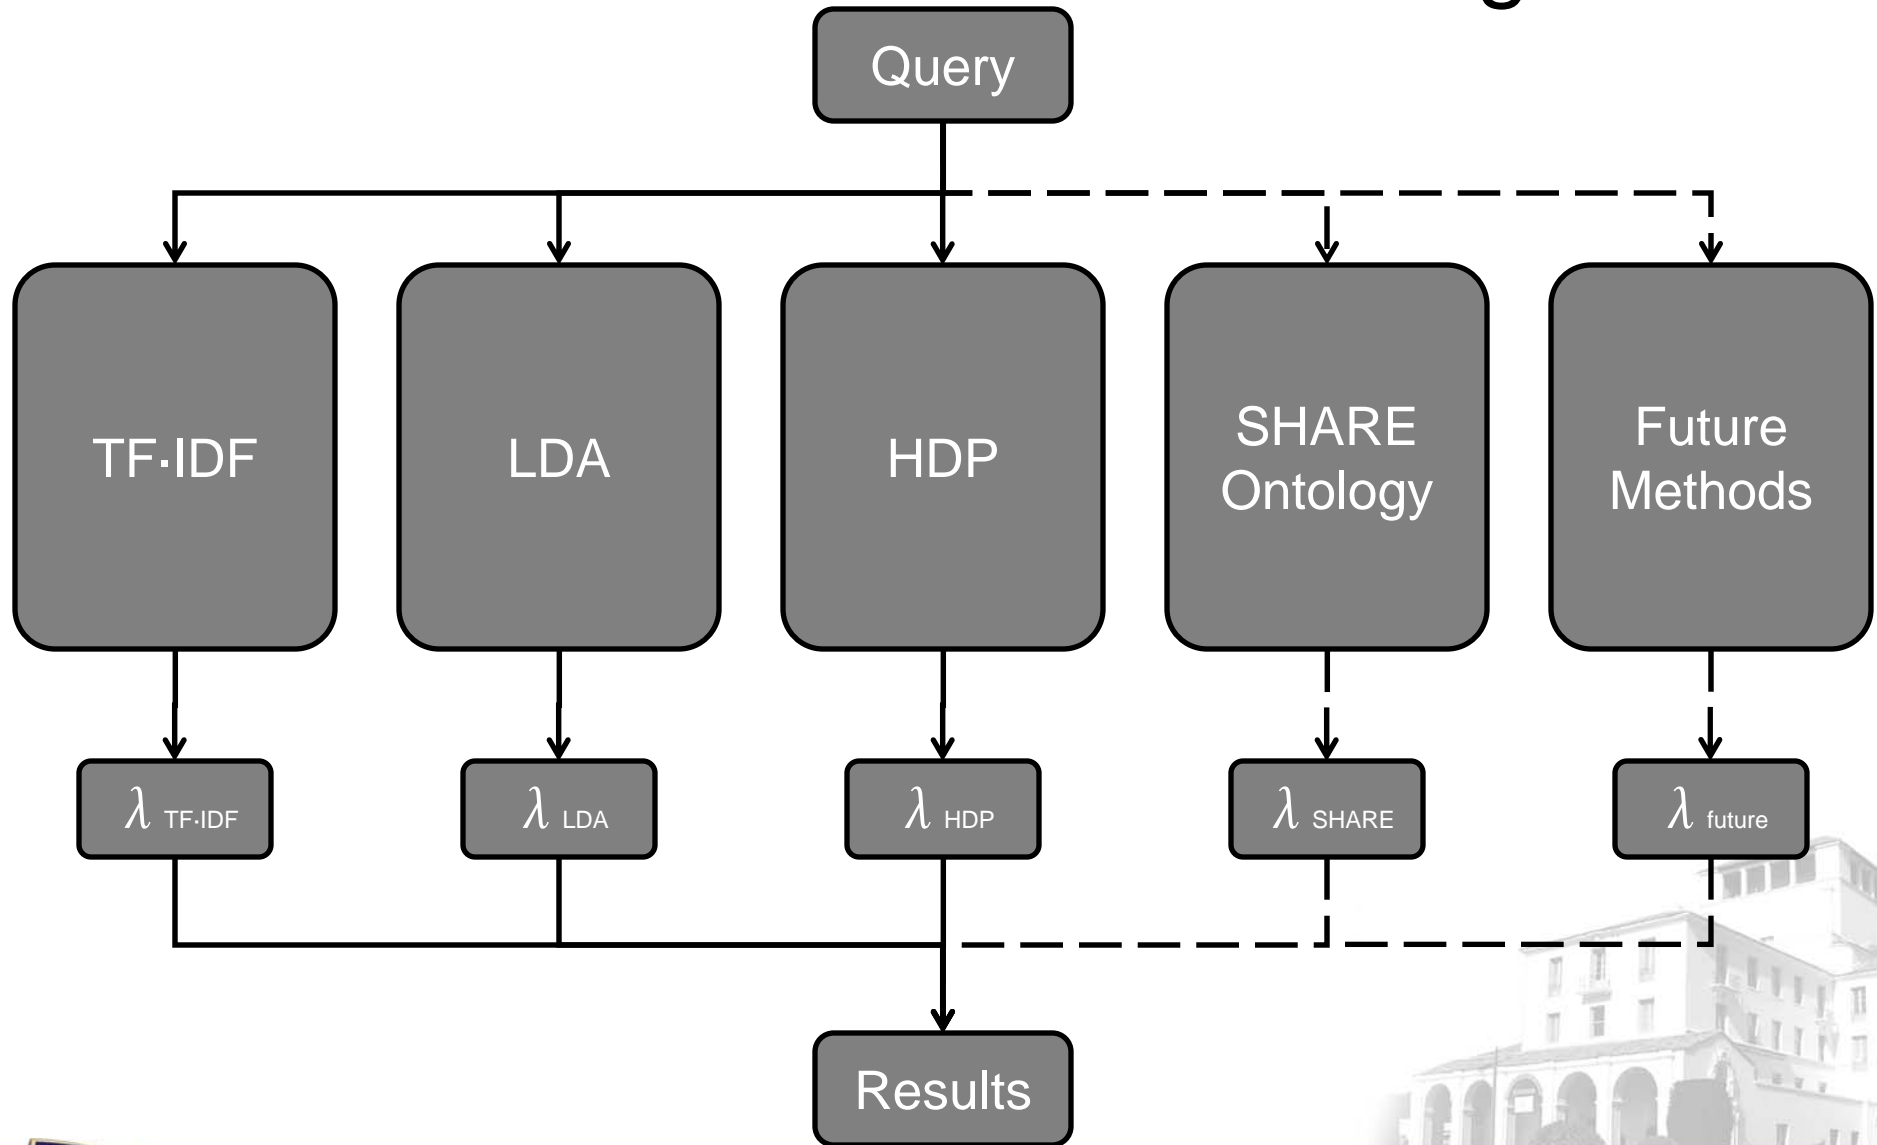 Query
TF·IDF
LDA
HDP
SHARE
Ontology
Future
Methods
λ TF·IDF
λ LDA
λ HDP
λ SHARE
λ future
Results